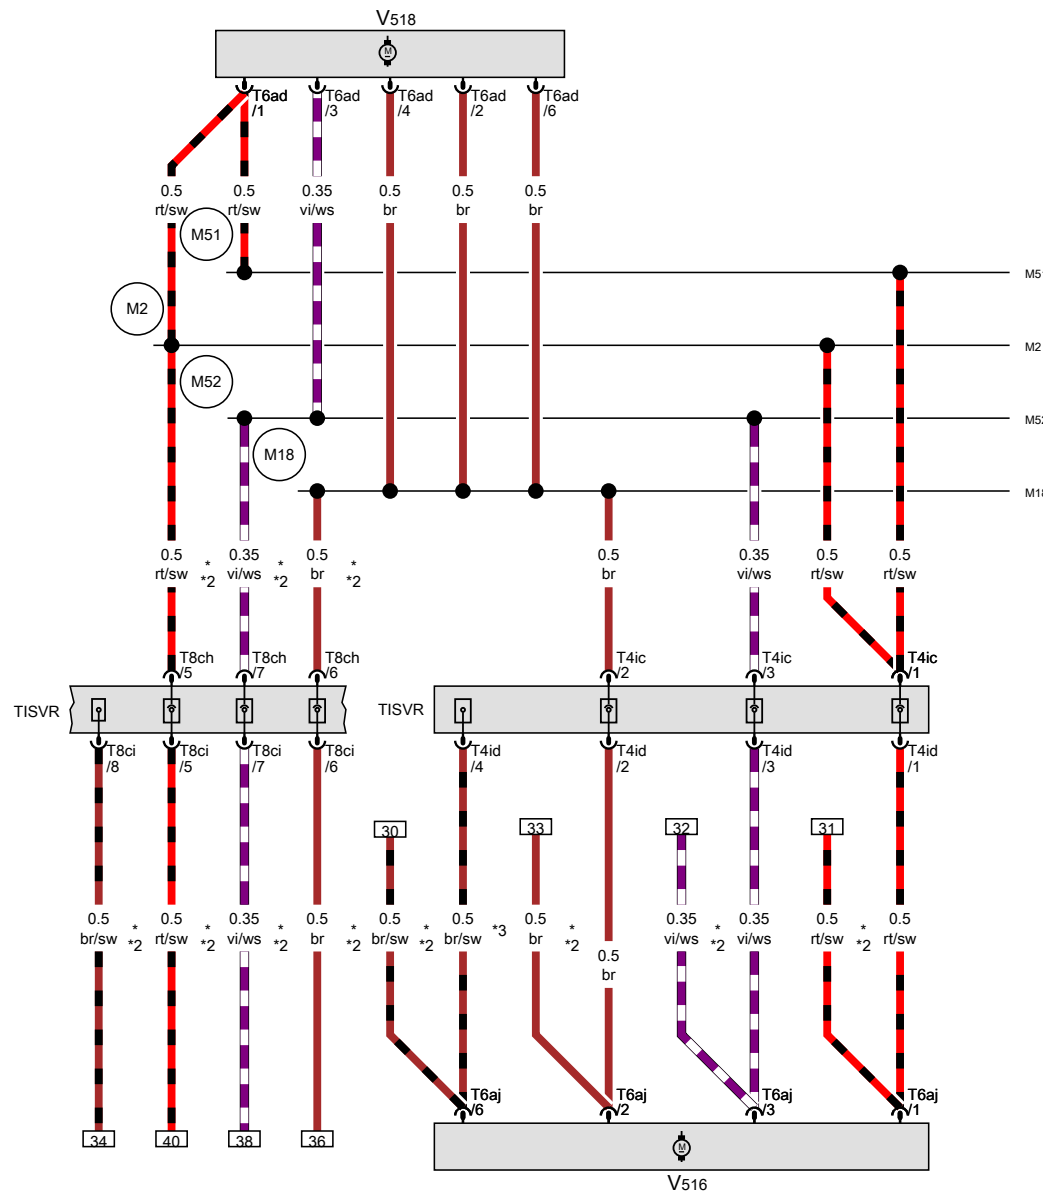 V518
M
T6ad T6ad T6ad T6ad T6ad
/1 /3 /4 /2 /6
0.5 0.5 0.35 0.5 0.5 0.5
rt/sw rt/sw vi/ws br br br
M51
M5
M2
M2
M52
M52
M18
M18
0.5 0.35 0.5 0.5 0.35 0.5 0.5
rt/sw * *2 vi/ws * *2 br * *2 br vi/ws rt/sw rt/sw
T8ch T8ch T8ch T4ic T4ic T4ic
/5 /7 /6 /2 /3 /1
TISVR TISVR
T8ci T8ci T8ci T8ci T4id T4id T4id T4id
/8 /5 /7 /6 /4 /2 /3 /1
30 33 32 31
0.5 0.5 0.35 0.5 0.5 0.5 0.5 0.35 0.35 0.5 0.5
br/sw * *2 rt/sw * *2 vi/ws * *2 br * *2 br/sw * *2 br/sw *3 br * *2 vi/ws * *2 vi/ws rt/sw * *2 rt/sw
0.5
br
T6aj T6aj T6aj T6aj
/6 /2 /3 /1
34 40 38 36
M
V516